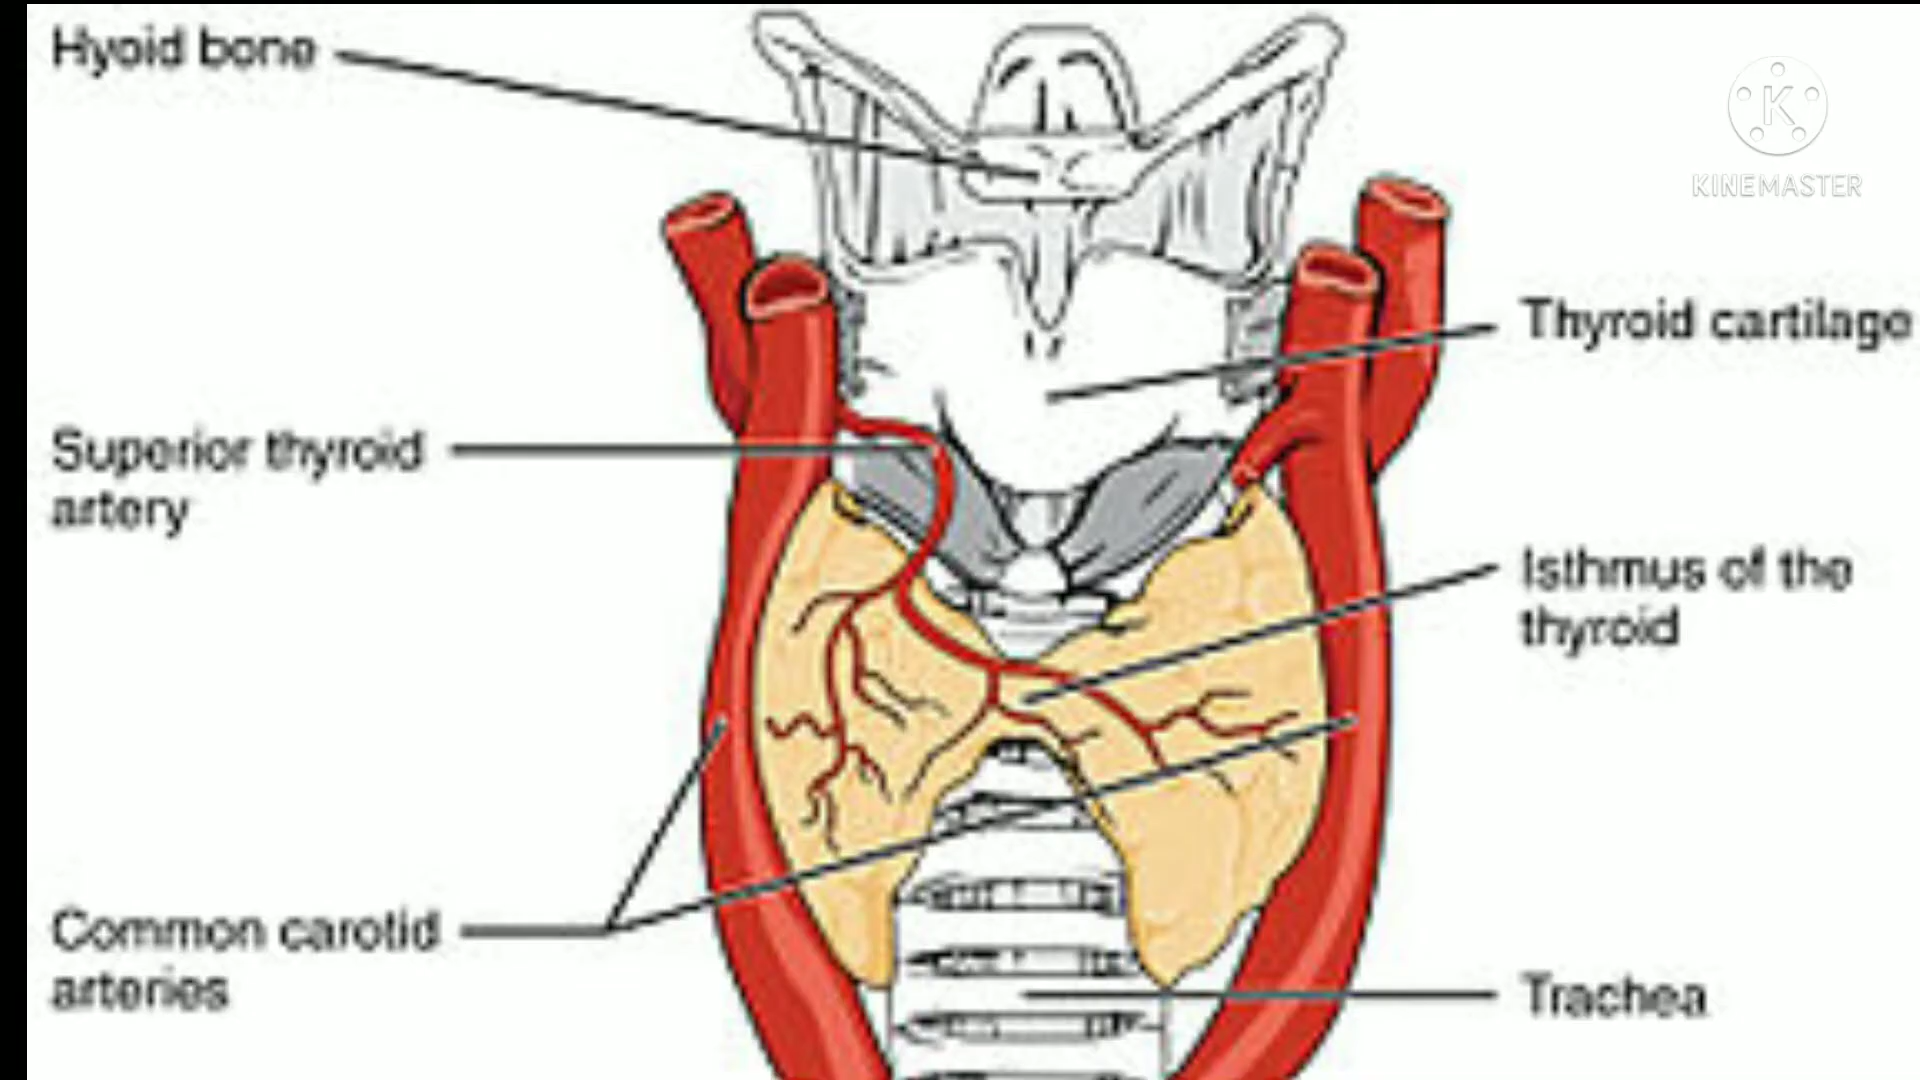 Hyoid bone
KINEMASTER
Thyroid cartilage
Superior thyroid
artery
Isthmus of the
thyroid
Common carotid
arteries
Trachea